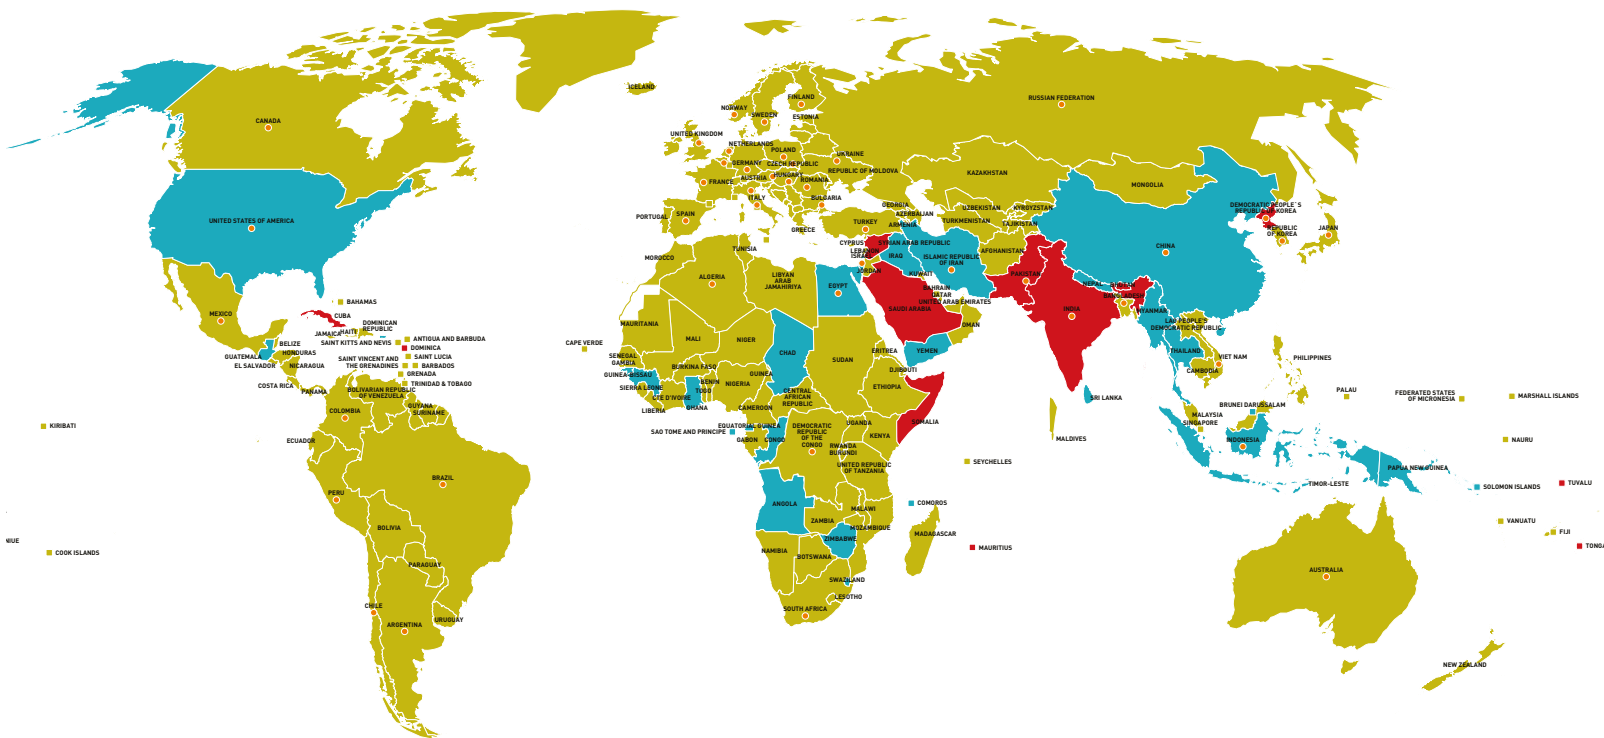 ICELAND
FINLAND
NORWAY
SWEDEN
ESTONIA
RUSSIAN FEDERATION
CANADA
UNITED KINGDOM
NETHERLANDS
POLAND
UKRAINE
GERMANY
CZECH REPUBLIC
REPUBLIC OF MOLDOVA
KAZAKHSTAN
MONGOLIA
FRANCE
AUSTRIA
HUNGARY
ROMANIA
ITALY
BULGARIA
GEORGIA
UZBEKISTAN
KYRGYZSTAN
PORTUGAL
SPAIN
AZERBAIJAN
TURKMENISTAN
TAJIKISTAN
DEMOCRATIC PEOPLE´S
REPUBLIC OF KOREA
UNITED STATES OF AMERICA
GREECE
TURKEY
ARMENIA
REPUBLIC
OF KOREA
JAPAN
TUNISIA
CYPRUS
SYRIAN ARAB REPUBLIC
LEBANON
ISRAEL
IRAQ
ISLAMIC REPUBLIC
OF IRAN
AFGHANISTAN
CHINA
MOROCCO
JORDAN
KUWAIT
PAKISTAN
ALGERIA
LIBYAN
ARAB
JAMAHIRIYA
EGYPT
BAHRAIN
QATAR
UNITED ARAB EMIRATES
SAUDI ARABIA
NEPAL
BHUTAN
BANGLADESH
INDIA
MYANMAR
BAHAMAS
MEXICO
CUBA
DOMINICAN
REPUBLIC
JAMAICA
HAITI
MAURITANIA
OMAN
LAO PEOPLE'S
DEMOCRATIC REPUBLIC
BELIZE
SAINT KITTS AND NEVIS
ANTIGUA AND BARBUDA
DOMINICA
CAPE VERDE
MALI
NIGER
CHAD
SUDAN
ERITREA
YEMEN
THAILAND
VIET NAM
PHILIPPINES
GUATEMALA
HONDURAS
EL SALVADOR
NICARAGUA
SAINT VINCENT AND
THE GRENADINES
SAINT LUCIA
BARBADOS
GRENADA
TRINIDAD & TOBAGO
SENEGAL
GAMBIA
GUINEA-BISSAU
BURKINA FASO
GUINEA
DJIBOUTI
CAMBODIA
COSTA RICA
PANAMA
BOLIVARIAN REPUBLIC
OF VENEZUELA
SIERRA LEONE
BENIN
TOGO
NIGERIA
ETHIOPIA
CENTRAL
AFRICAN
REPUBLIC
SRI LANKA
PALAU
FEDERATED STATES
OF MICRONESIA
MARSHALL ISLANDS
COLOMBIA
GUYANA
SURINAME
LIBERIA
CTE D'IVOIRE
GHANA
CAMEROON
BRUNEI DARUSSALAM
MALAYSIA
SINGAPORE
KIRIBATI
ECUADOR
SAO TOME AND PRINCIPE
EQUATORIAL GUINEA
GABON
CONGO
DEMOCRATIC
REPUBLIC
OF THE
CONGO
UGANDA
KENYA
SOMALIA
MALDIVES
INDONESIA
NAURU
RWANDA
BURUNDI
UNITED REPUBLIC
OF TANZANIA
SEYCHELLES
PAPUA NEW GUINEA
BRAZIL
PERU
TIMOR-LESTE
SOLOMON ISLANDS
TUVALU
ANGOLA
MALAWI
COMOROS
BOLIVIA
ZAMBIA
MOZAMBIQUE
VANUATU
FIJI
NIUE
COOK ISLANDS
NAMIBIA
BOTSWANA
ZIMBABWE
MADAGASCAR
MAURITIUS
TONGA
PARAGUAY
SWAZILAND
LESOTHO
AUSTRALIA
CHILE
ARGENTINA
URUGUAY
SOUTH AFRICA
NEW ZEALAND